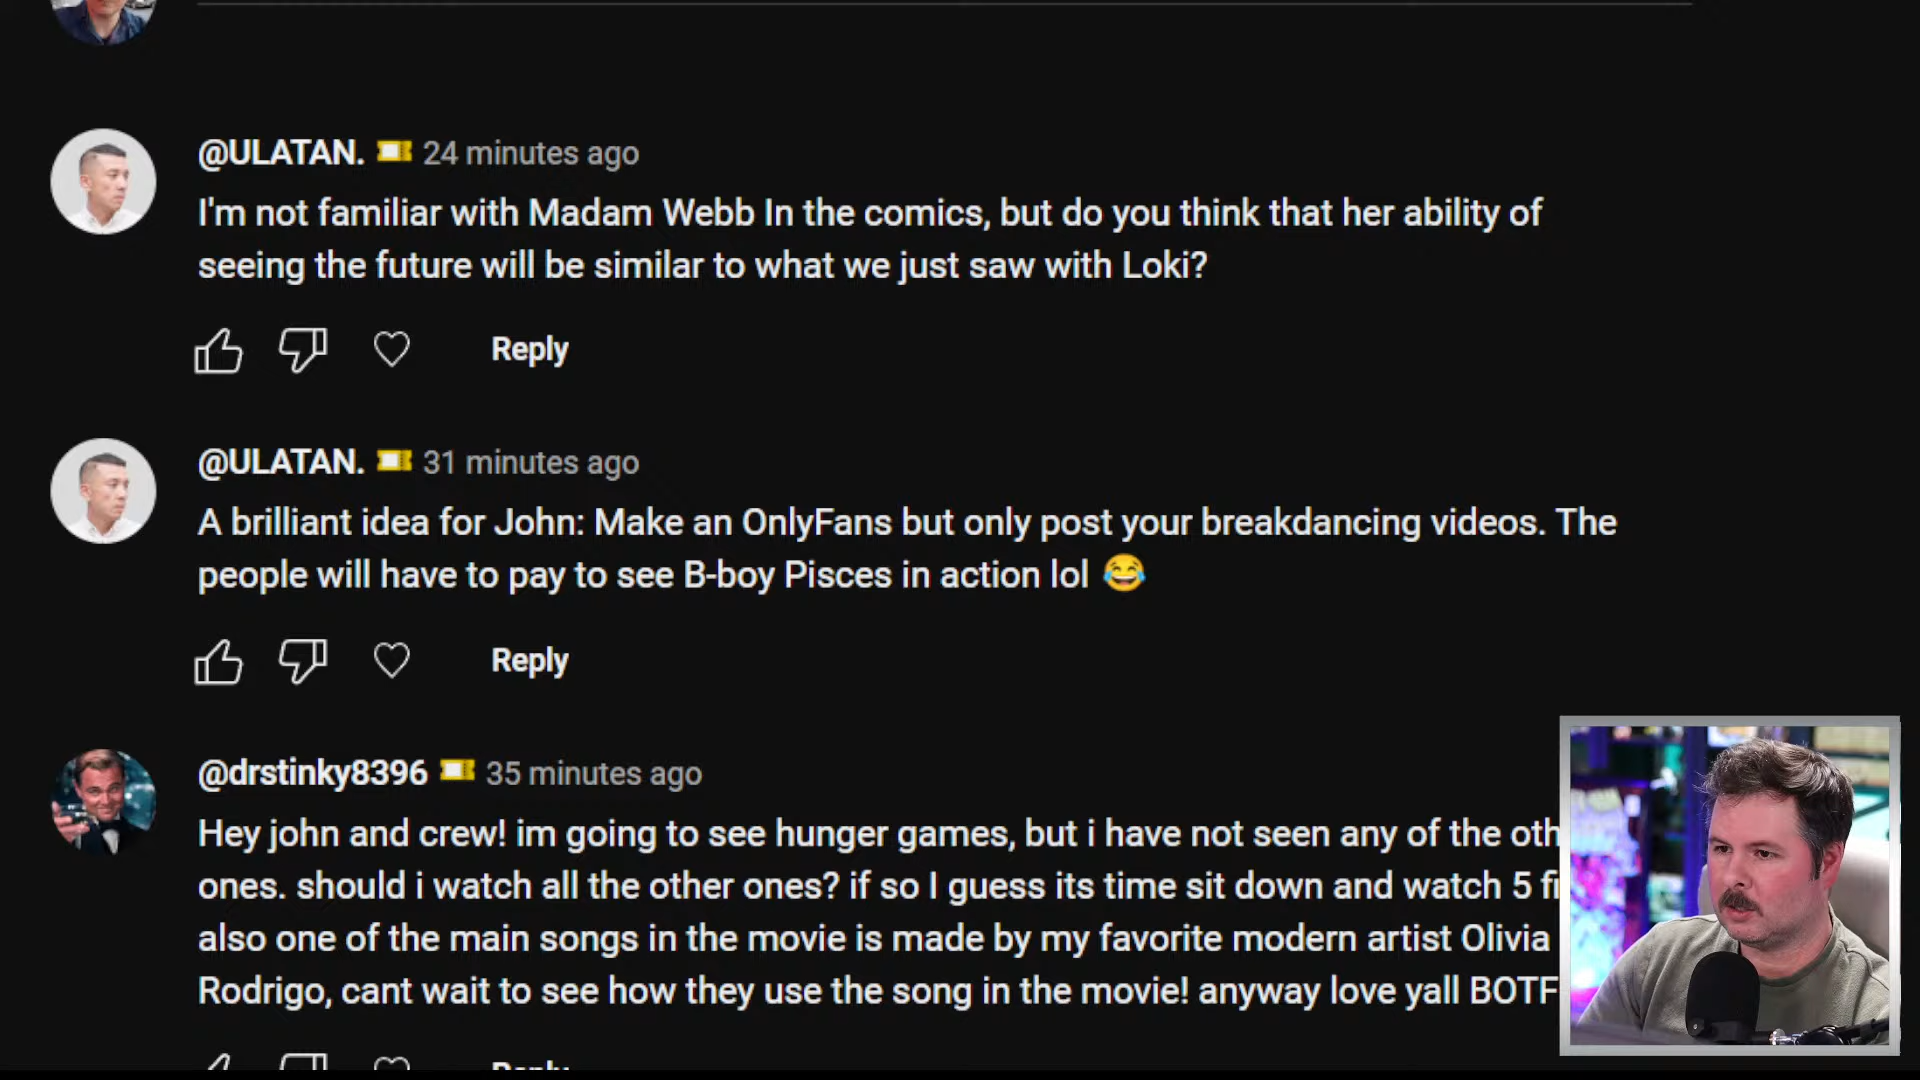 @ULATAN. 24 minutes ago
I'm not familiar with Madam Webb In the comics, but do you think that her ability of
seeing the future will be similar to what we just saw with Loki?
Reply
@ULATAN. 31 minutes ago
A brilliant idea for John: Make an OnlyFans but only post your breakdancing videos. The
people will have to pay to see B-boy Pisces in action lol 😂
Reply
@drstinky8396 35 minutes ago
Hey john and crew! im going to see hunger games, but i have not seen any of the oth
ones. should i watch all the other ones? if so I guess its time sit down and watch 5 fi
also one of the main songs in the movie is made by my favorite modern artist Olivia
Rodrigo, cant wait to see how they use the song in the movie! anyway love yall BOTF
Reply